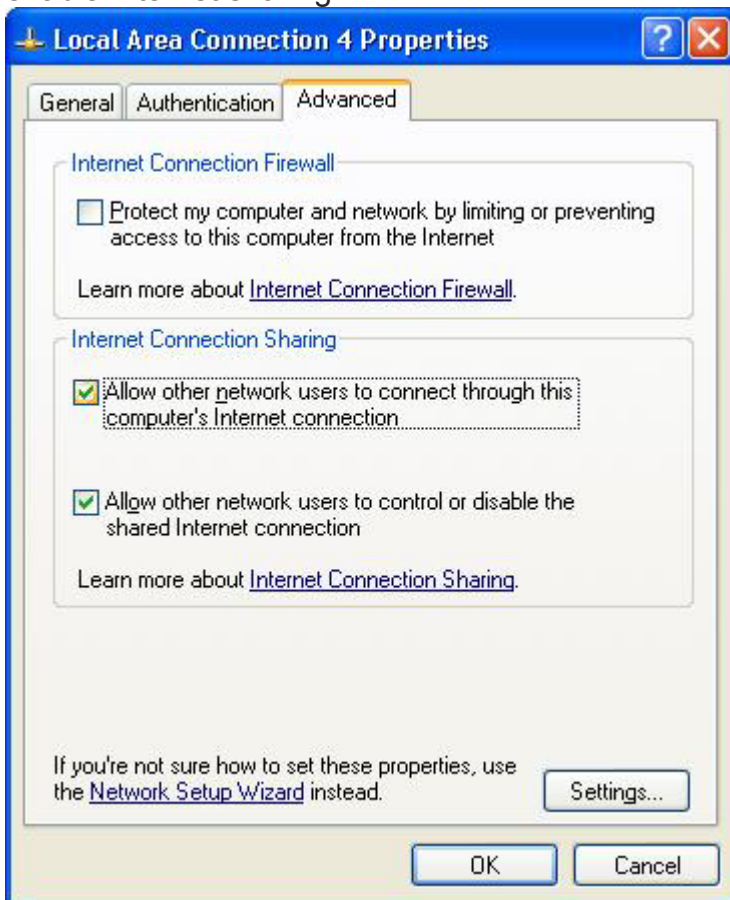 Local Area Connection 4 Properties
General Authentication Advanced
Internet Connection Firewall
Protect my computer and network by limiting or preventing
access to this computer from the Internet
Learn more about Internet Connection Firewall.
Internet Connection Sharing
Allow other network users to connect through this
computer's Internet connection
Allow other network users to control or disable the
shared Internet connection
Learn more about Internet Connection Sharing.
If you're not sure how to set these properties, use
the Network Setup Wizard instead.
Settings...
OK Cancel